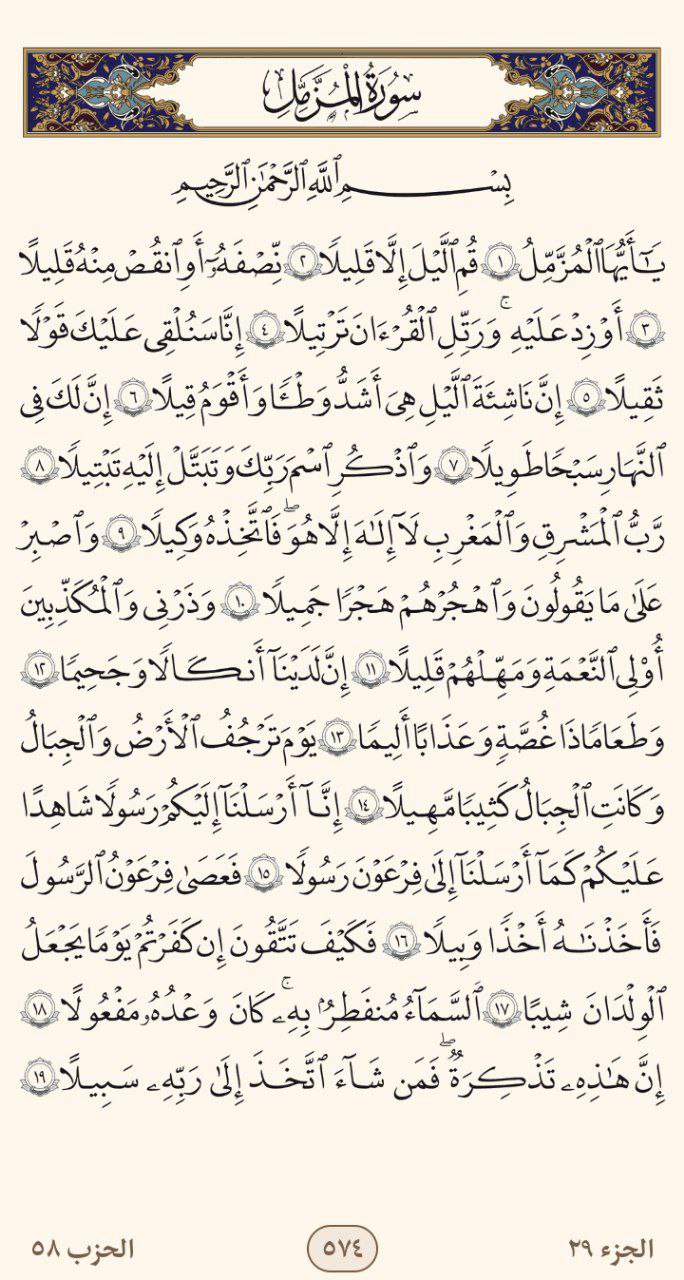 سُورَةُ الْمُزَّمِّلِ
بِسْمِ ٱللَّهِ ٱلرَّحْمَٰنِ ٱلرَّحِيمِ
يَٰٓأَيُّهَا ٱلْمُزَّمِّلُ ١ قُمِ ٱلَّيْلَ إِلَّا قَلِيلًا ٢ نِّصْفَهُۥٓ أَوِ ٱنقُصْ مِنْهُ قَلِيلًا
٣ أَوْ زِدْ عَلَيْهِ ۚ وَرَتِّلِ ٱلْقُرْءَانَ تَرْتِيلًا ٤ إِنَّا سَنُلْقِى عَلَيْكَ قَوْلًا
ثَقِيلًا ٥ إِنَّ نَاشِئَةَ ٱلَّيْلِ هِىَ أَشَدُّ وَطْـًٔا وَأَقْوَمُ قِيلًا ٦ إِنَّ لَكَ فِى
ٱلنَّهَارِ سَبْحًا طَوِيلًا ٧ وَٱذْكُرِ ٱسْمَ رَبِّكَ وَتَبَتَّلْ إِلَيْهِ تَبْتِيلًا ٨
رَّبُّ ٱلْمَشْرِقِ وَٱلْمَغْرِبِ لَآ إِلَٰهَ إِلَّا هُوَ فَٱتَّخِذْهُ وَكِيلًا ٩ وَٱصْبِرْ
عَلَىٰ مَا يَقُولُونَ وَٱهْجُرْهُمْ هَجْرًا جَمِيلًا ١٠ وَذَرْنِى وَٱلْمُكَذِّبِينَ
أُو۟لِى ٱلنَّعْمَةِ وَمَهِّلْهُمْ قَلِيلًا ١١ إِنَّ لَدَيْنَآ أَنكَالًا وَجَحِيمًا ١٢
وَطَعَامًا ذَا غُصَّةٍ وَعَذَابًا أَلِيمًا ١٣ يَوْمَ تَرْجُفُ ٱلْأَرْضُ وَٱلْجِبَالُ
وَكَانَتِ ٱلْجِبَالُ كَثِيبًا مَّهِيلًا ١٤ إِنَّآ أَرْسَلْنَآ إِلَيْكُمْ رَسُولًا شَٰهِدًا
عَلَيْكُمْ كَمَآ أَرْسَلْنَآ إِلَىٰ فِرْعَوْنَ رَسُولًا ١٥ فَعَصَىٰ فِرْعَوْنُ ٱلرَّسُولَ
فَأَخَذْنَٰهُ أَخْذًا وَبِيلًا ١٦ فَكَيْفَ تَتَّقُونَ إِن كَفَرْتُمْ يَوْمًا يَجْعَلُ
ٱلْوِلْدَٰنَ شِيبًا ١٧ ٱلسَّمَآءُ مُنفَطِرٌۢ بِهِۦ ۚ كَانَ وَعْدُهُۥ مَفْعُولًا ١٨
إِنَّ هَٰذِهِۦ تَذْكِرَةٌ ۖ فَمَن شَآءَ ٱتَّخَذَ إِلَىٰ رَبِّهِۦ سَبِيلًا ١٩
الجزء ٢٩ ٥٧٤ الحزب ٥٨